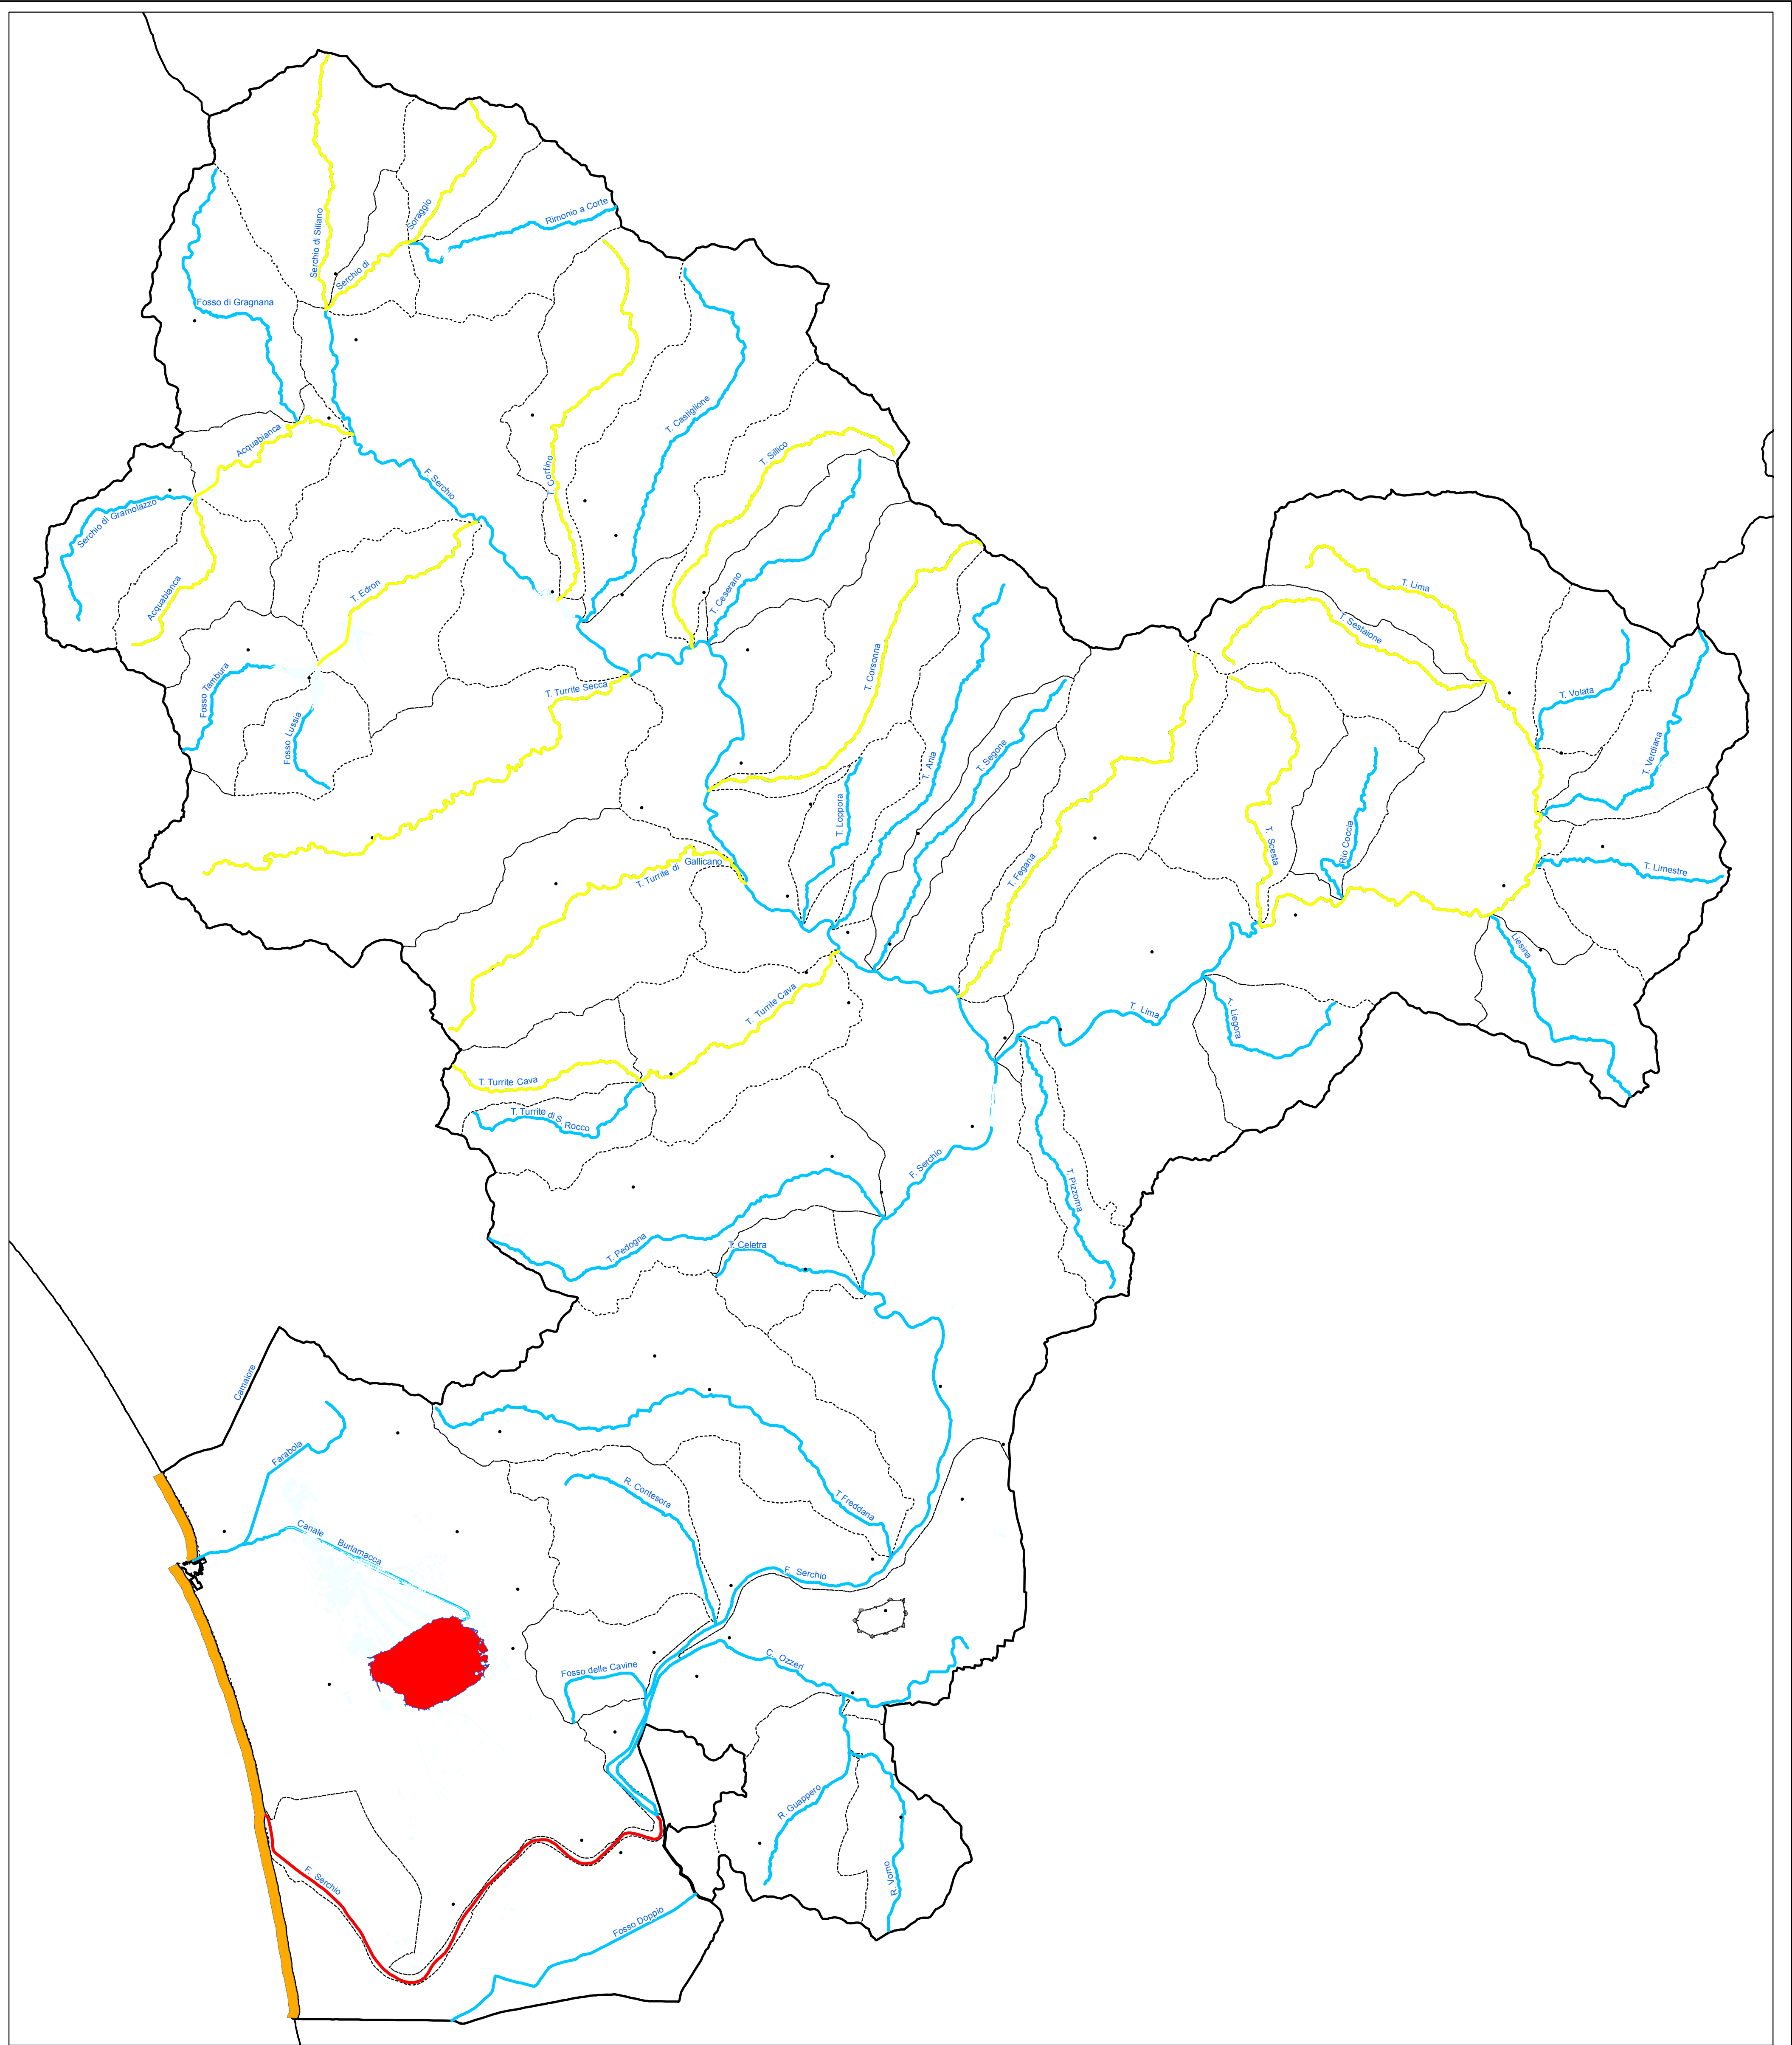 Serchio di Sillano
Soraggio
Serchio di
Rimonio a Corte
Fosso di Gragnana
Acquabianca
F. Serchio
T. Corfino
T. Castiglione
T. Sillico
Serchio di Gramolazzo
Acquabianca
T. Edron
T. Ceserano
T. Lima
T. Sestaione
Fosso Tambura
Fosso Lussia
T. Turrite Secca
T. Corsonna
T. Volata
T. Verdiana
T. Ania
T. Segone
T. Loppora
T. Turrite di Gallicano
T. Fegana
T. Scesta
Rio Coccia
T. Limestre
Liesina
T. Turrite Cava
T. Lima
T. Liegora
T. Turrite Cava
T. Turrite di S. Rocco
F. Serchio
T. Pizzorna
T. Pedogna
T. Celetra
Camaiore
Farabola
R. Contesora
T. Freddana
Canale Burlamacca
F. Serchio
Fosso delle Cavine
C. Ozzeri
R. Guappero
R. Vorno
F. Serchio
Fosso Doppio